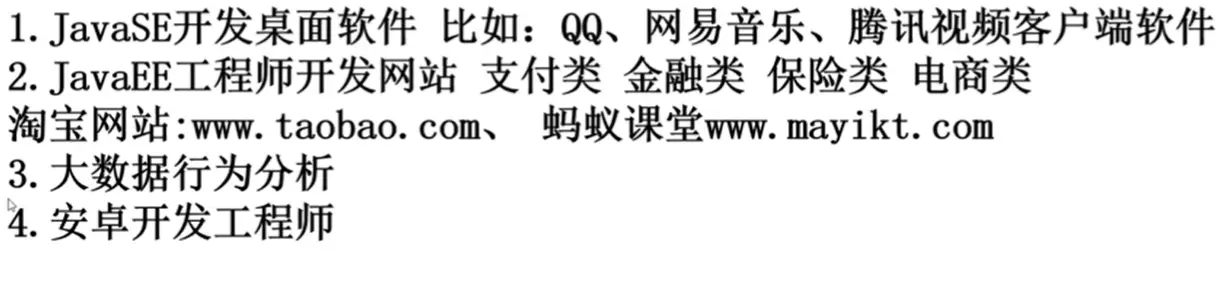 1.JavaSE开发桌面软件 比如：QQ、网易音乐、腾讯视频客户端软件
2.JavaEE工程师开发网站 支付类 金融类 保险类 电商类
淘宝网站:www.taobao.com、 蚂蚁课堂www.mayikt.com
3.大数据行为分析
4.安卓开发工程师